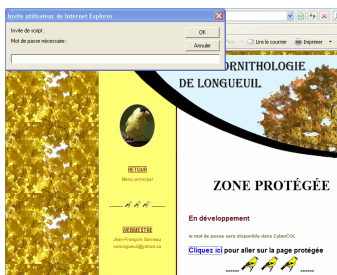 Invite utilisateur de Internet Explorer
Invite de script :
OK
Mot de passe nécessaire :
Annuler
Lire le courrier
Imprimer
ORNITHOLOGIE
DE LONGUEUIL
RETOUR
Menu principal
ZONE PROTÉGÉE
En développement
le mot de passe sera disponible dans CyberCOL
WEBMESTRE
Jean-François Garneau
Cliquez ici pour aller sur la page protégée